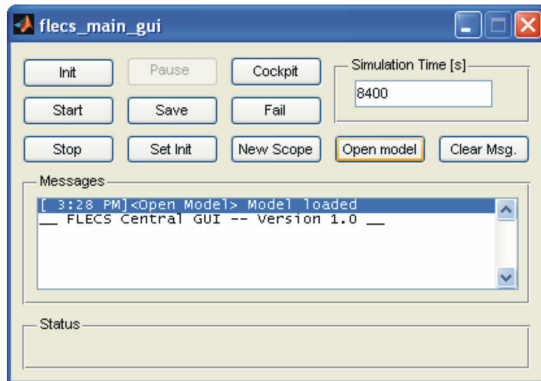 flecs_main_gui
Init Pause Cockpit
Simulation Time [s]
8400
Start Save Fail
Stop Set Init New Scope Open model Clear Msg.
Messages
[ 3:28 PM]<Open Model> Model loaded
__ FLECS Central GUI -- Version 1.0 __
Status